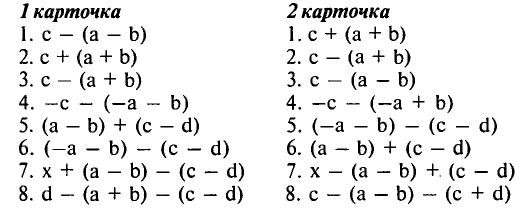 1 карточка
1. c − (a − b)
2. c + (a + b)
3. c − (a + b)
4. −c − (−a − b)
5. (a − b) + (c − d)
6. (−a − b) − (c − d)
7. x + (a − b) − (c − d)
8. d − (a + b) − (c − d)
2 карточка
1. c + (a + b)
2. c − (a + b)
3. c − (a − b)
4. −c − (−a + b)
5. (−a − b) − (c − d)
6. (a − b) + (c − d)
7. x − (a − b) + (c − d)
8. c − (a − b) − (c + d)